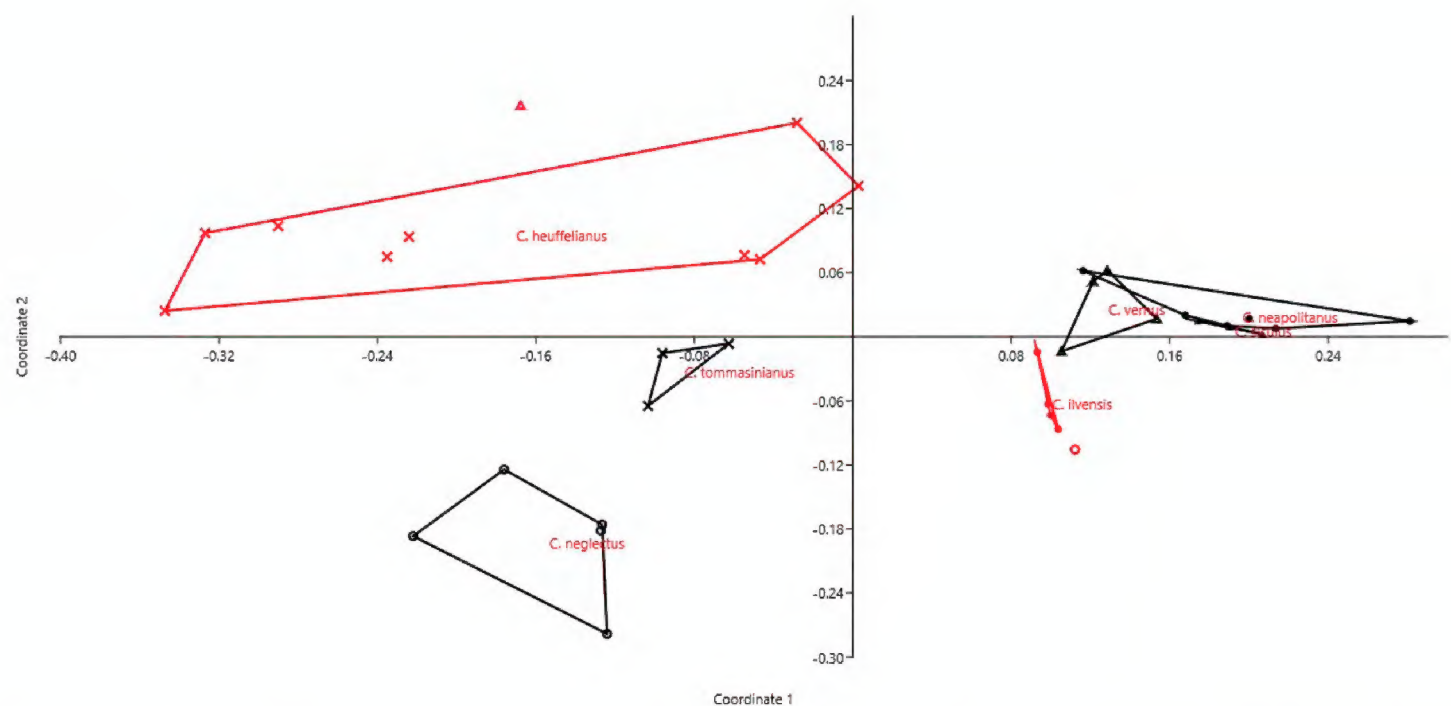 0.24
0.18
0.12
C. heuffelianus
0.06
C. vernus
C. neapolitanus
-0.40
-0.32
-0.24
-0.16
-0.08
0.08
0.16
0.24
C. tommasinianus
-0.06
C. ilvensis
-0.12
-0.18
C. neglectus
-0.24
-0.30
Coordinate 2
Coordinate 1